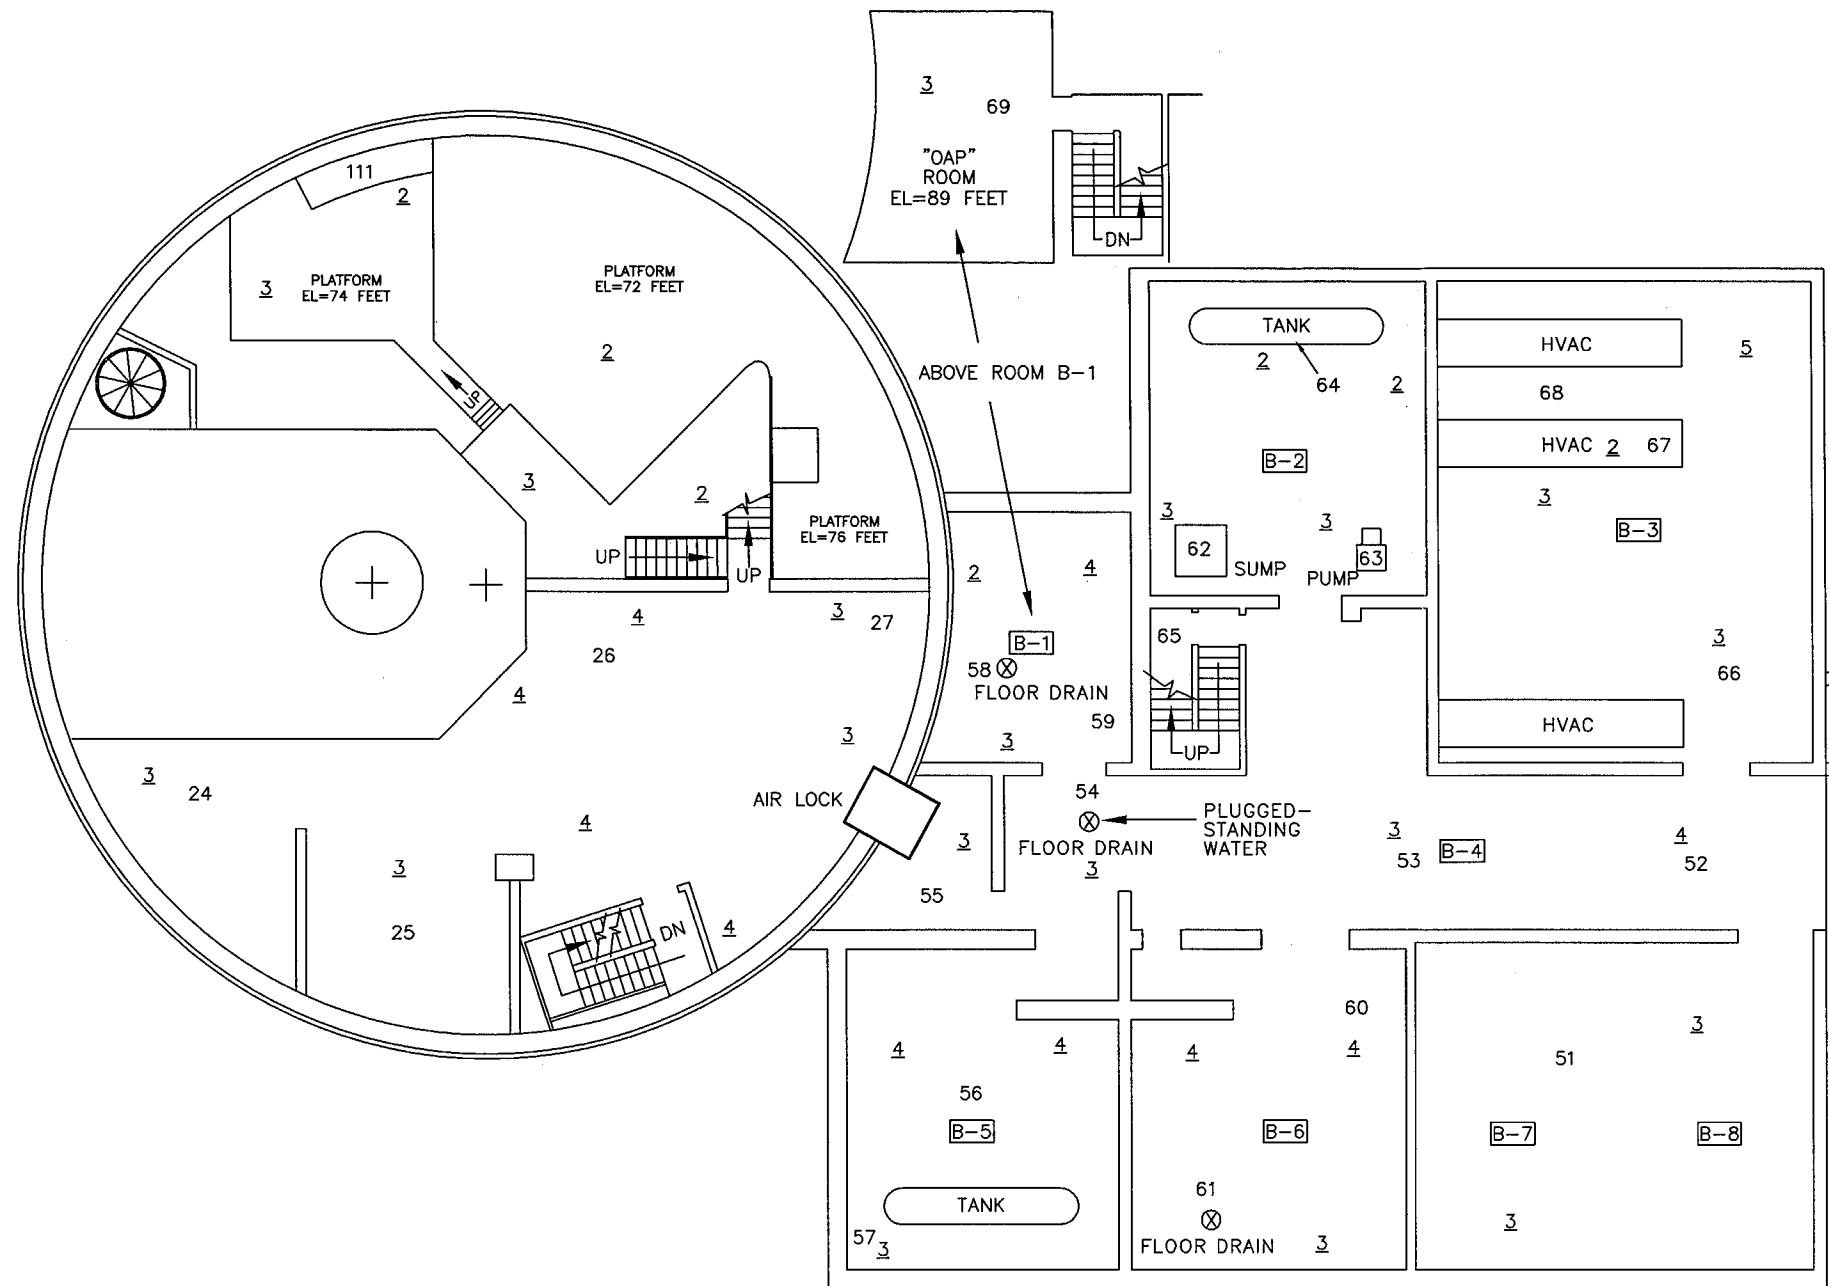 3
69
"OAP"
ROOM
EL=89 FEET
DN
111
2
3
PLATFORM
EL=74 FEET
PLATFORM
EL=72 FEET
2
UP
3
2
UP
UP
PLATFORM
EL=76 FEET
ABOVE ROOM B-1
TANK
2
64
2
B-2
3
62
SUMP
3
PUMP
63
HVAC
5
68
HVAC 2 67
3
B-3
3
66
HVAC
4
26
3
27
4
3
3
24
4
AIR LOCK
3
25
DN
4
2
4
B-1
58
FLOOR DRAIN
59
3
65
UP
54
PLUGGED-
STANDING
WATER
FLOOR DRAIN
3
3
55
3
53
B-4
4
52
4
4
56
B-5
TANK
57
3
60
4
4
B-6
61
FLOOR DRAIN
3
3
51
B-7
B-8
3